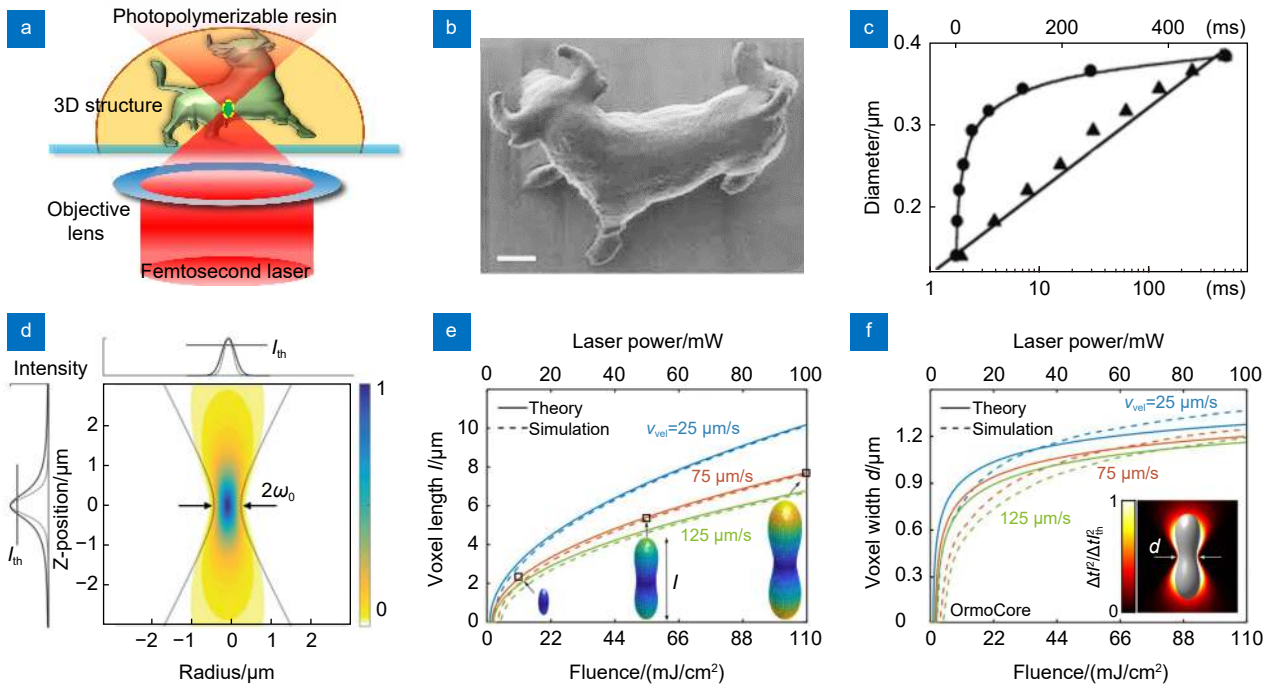 a
Photopolymerizable resin
3D structure
Objective
lens
Femtosecond laser
b
c
0 200 400 (ms)
0.4
0.3
0.2
Diameter/μm
1 10 100 (ms)
d
Intensity
I_th
1
0
2ω₀
I_th
Z-position/μm
2
1
0
−1
−2
−2 −1 0 1 2
Radius/μm
e
Laser power/mW
0 20 40 60 80 100
Theory
Simulation
v_vel=25 μm/s
75 μm/s
125 μm/s
l
Voxel length l/μm
10
8
6
4
2
0
0 22 44 66 88 110
Fluence/(mJ/cm²)
f
Laser power/mW
0 20 40 60 80 100
Theory
Simulation
v_vel=25 μm/s
75 μm/s
125 μm/s
1
0
ΔtI²/ΔtI²_th
d
OrmoCore
Voxel width d/μm
1.2
0.9
0.6
0.3
0
0 22 44 66 88 110
Fluence/(mJ/cm²)